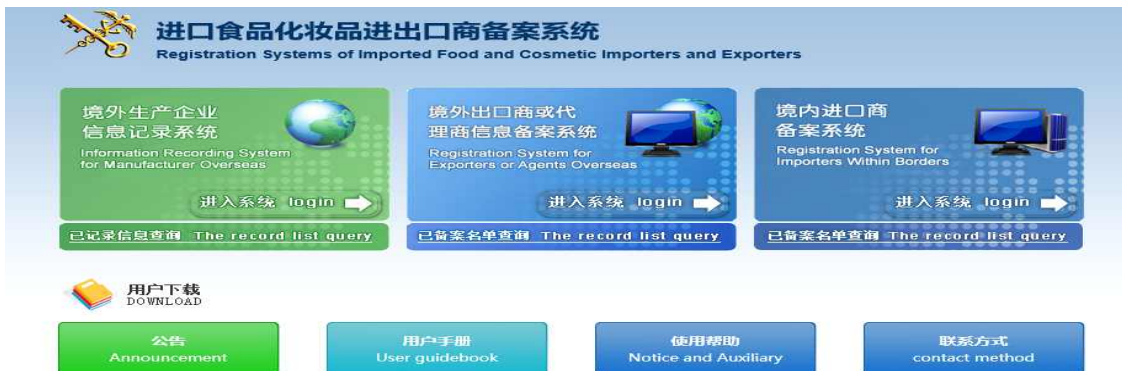 进口食品化妆品进出口商备案系统
Registration Systems of Imported Food and Cosmetic Importers and Exporters
境外生产企业
信息记录系统
Information Recording System
for Manufacturer Overseas
进入系统 login
已记录信息查询 The record list query
境外出口商或代
理商信息备案系统
Registration System for
Exporters or Agents Overseas
进入系统 login
已备案名单查询 The record list query
境内进口商
备案系统
Registration System for
Importers Within Borders
进入系统 login
已备案名单查询 The record list query
用户下载
DOWNLOAD
公告
Announcement
用户手册
User guidebook
使用帮助
Notice and Auxiliary
联系方式
contact method